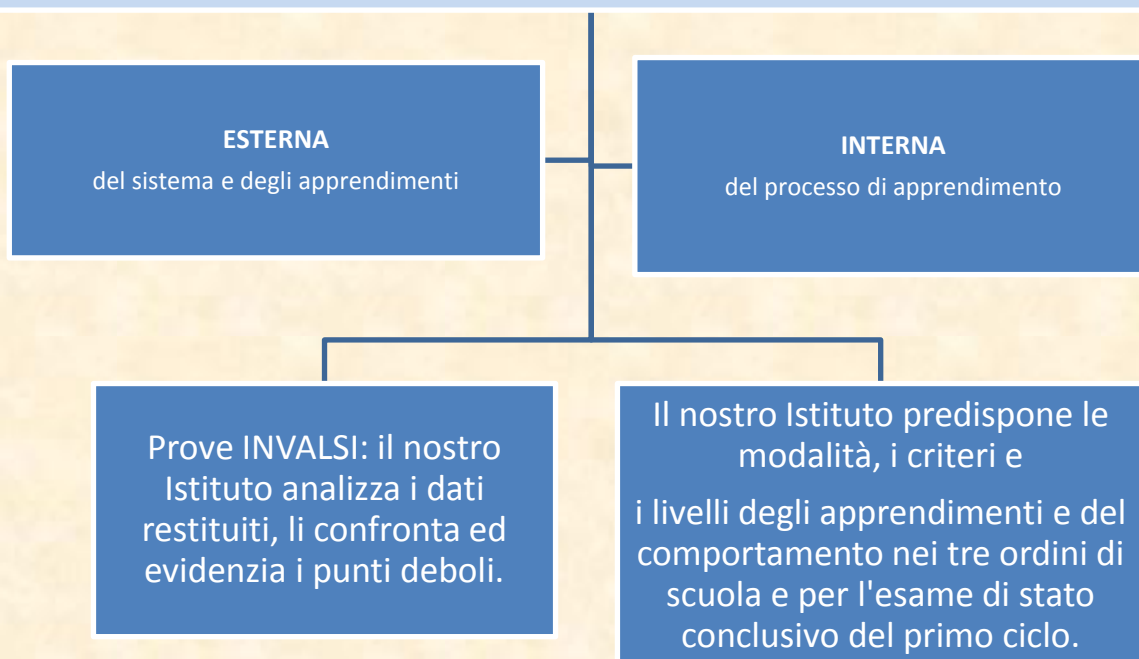 ESTERNA
del sistema e degli apprendimenti
INTERNA
del processo di apprendimento
Prove INVALSI: il nostro
Istituto analizza i dati
restituiti, li confronta ed
evidenzia i punti deboli.
Il nostro Istituto predispone le
modalità, i criteri e
i livelli degli apprendimenti e del
comportamento nei tre ordini di
scuola e per l'esame di stato
conclusivo del primo ciclo.